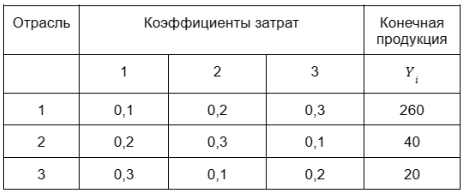 Отрасль Коэффициенты затрат Конечная продукция
1 2 3 Y i
1 0,1 0,2 0,3 260
2 0,2 0,3 0,1 40
3 0,3 0,1 0,2 20